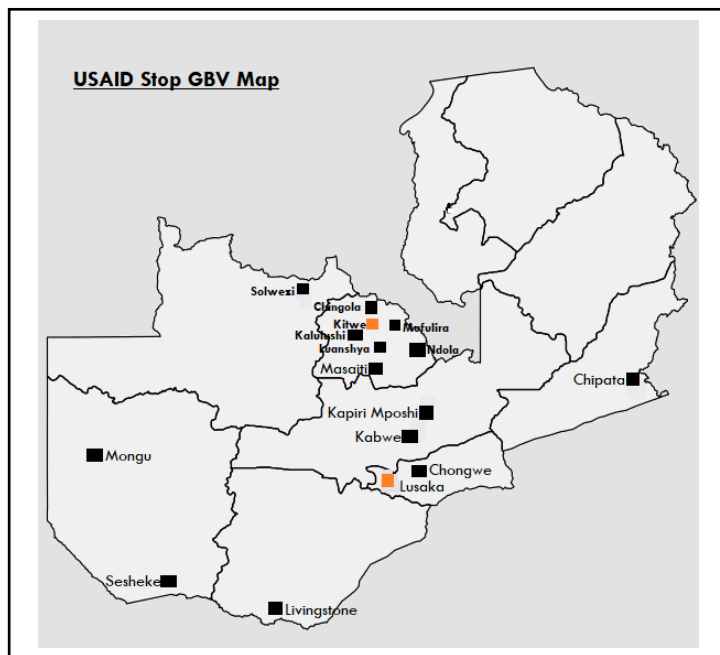 USAID Stop GBV Map
Solwezi
Chingola
Kitwe
Mufulira
Kalulushi
Luanshya
Ndola
Masaiti
Chipata
Kapiri Mposhi
Kabwe
Mongu
Chongwe
Lusaka
Sesheke
Livingstone